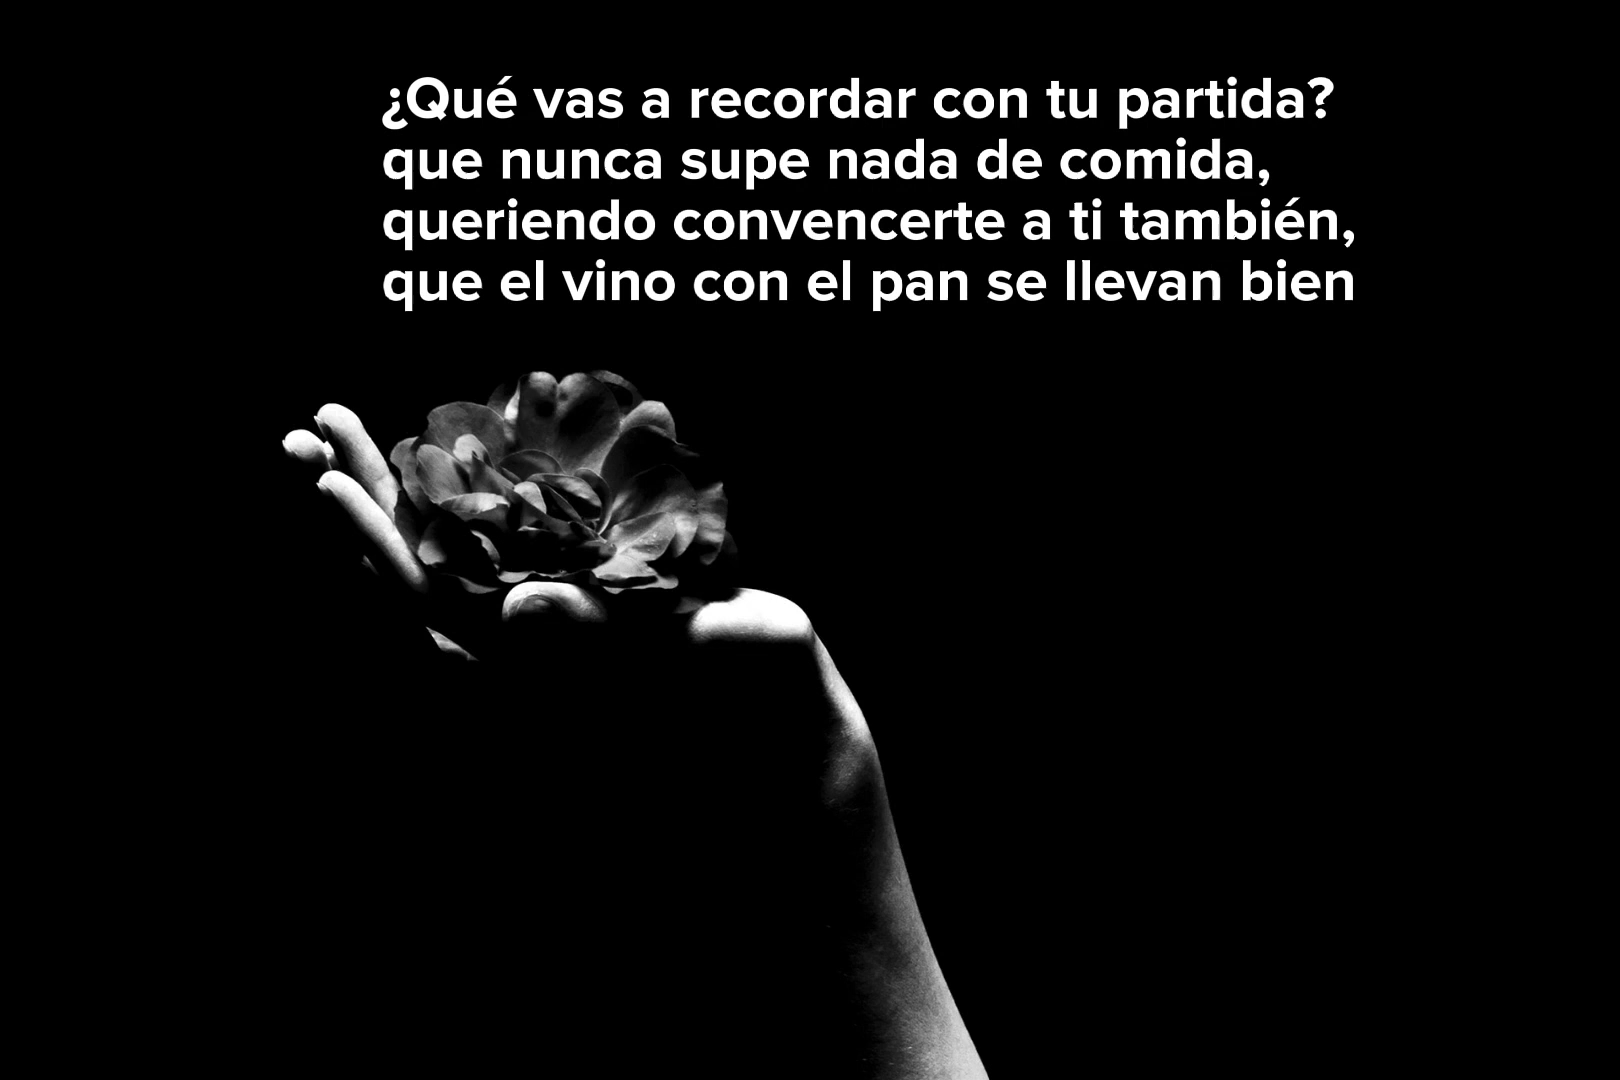 ¿Qué vas a recordar con tu partida?
que nunca supe nada de comida,
queriendo convencerte a ti también,
que el vino con el pan se llevan bien